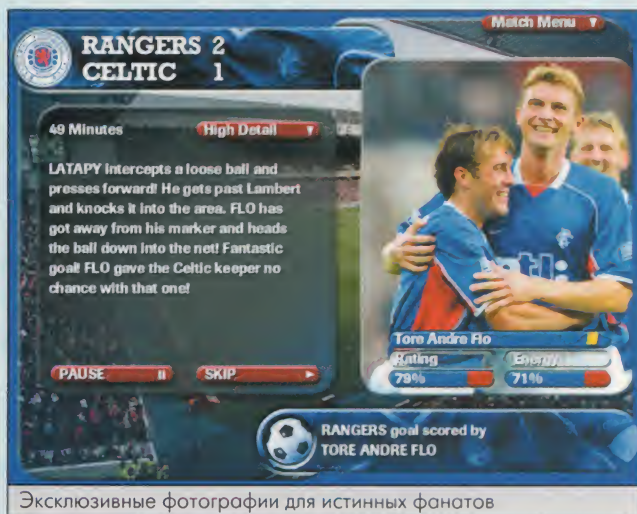 Match Menu
RANGERS 2
CELTIC 1
49 Minutes
High Detail
LATAPY intercepts a loose ball and
presses forward! He gets past Lambert
and knocks it into the area. FLO has
got away from his marker and heads
the ball down into the net! Fantastic
goal! FLO gave the Celtic keeper no
chance with that one!
PAUSE
SKIP
Tore Andre Flo
Rating
Energy
79%
71%
RANGERS goal scored by
TORE ANDRE FLO
Эксклюзивные фотографии для истинных фанатов